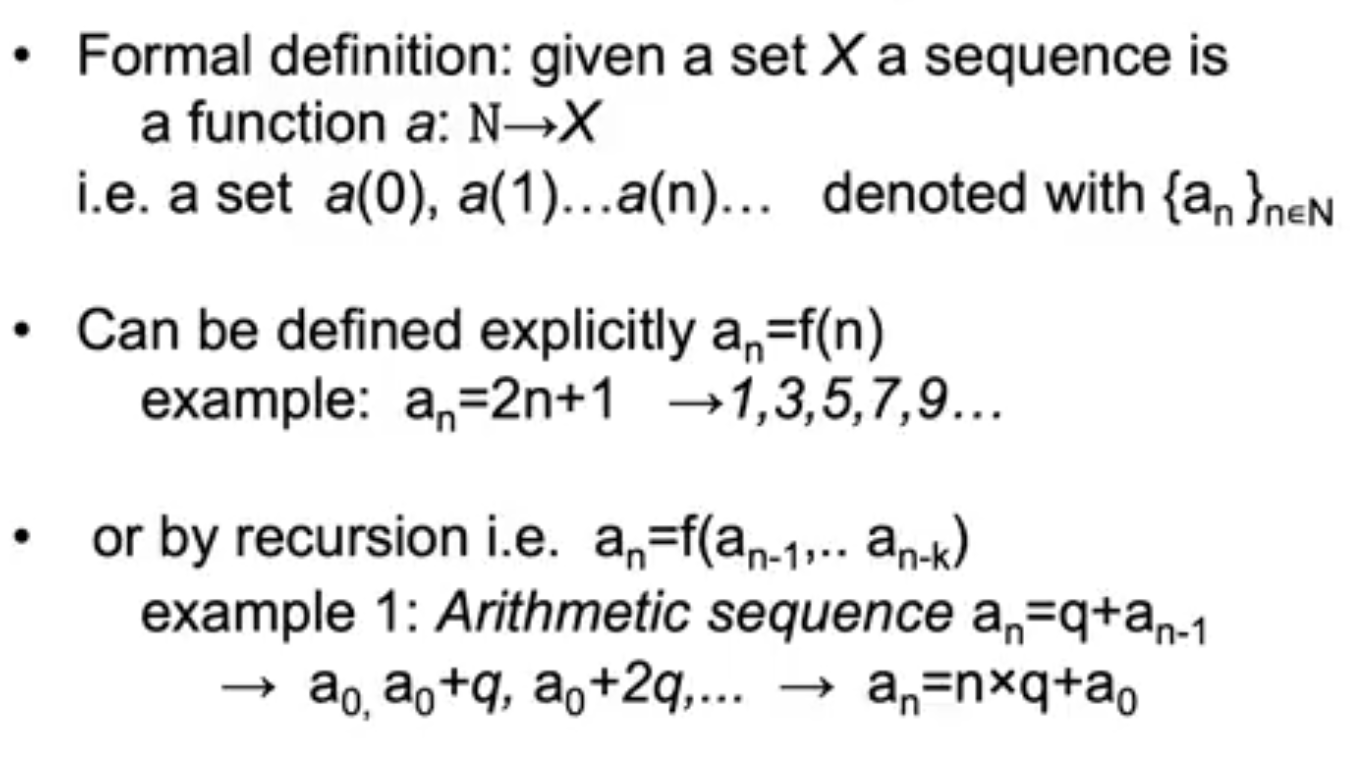 • Formal definition: given a set X a sequence is
a function a: N→X
i.e. a set a(0), a(1)...a(n)... denoted with {aₙ }ₙ∈N
• Can be defined explicitly aₙ=f(n)
example: aₙ=2n+1 →1,3,5,7,9...
• or by recursion i.e. aₙ=f(aₙ₋₁,.. aₙ₋ₖ)
example 1: Arithmetic sequence aₙ=q+aₙ₋₁
→ a₀, a₀+q, a₀+2q,... → aₙ=n×q+a₀